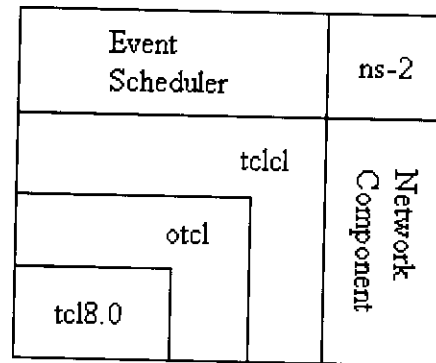 Event
Scheduler
ns-2
tclcl
Network
Component
otcl
tcl8.0